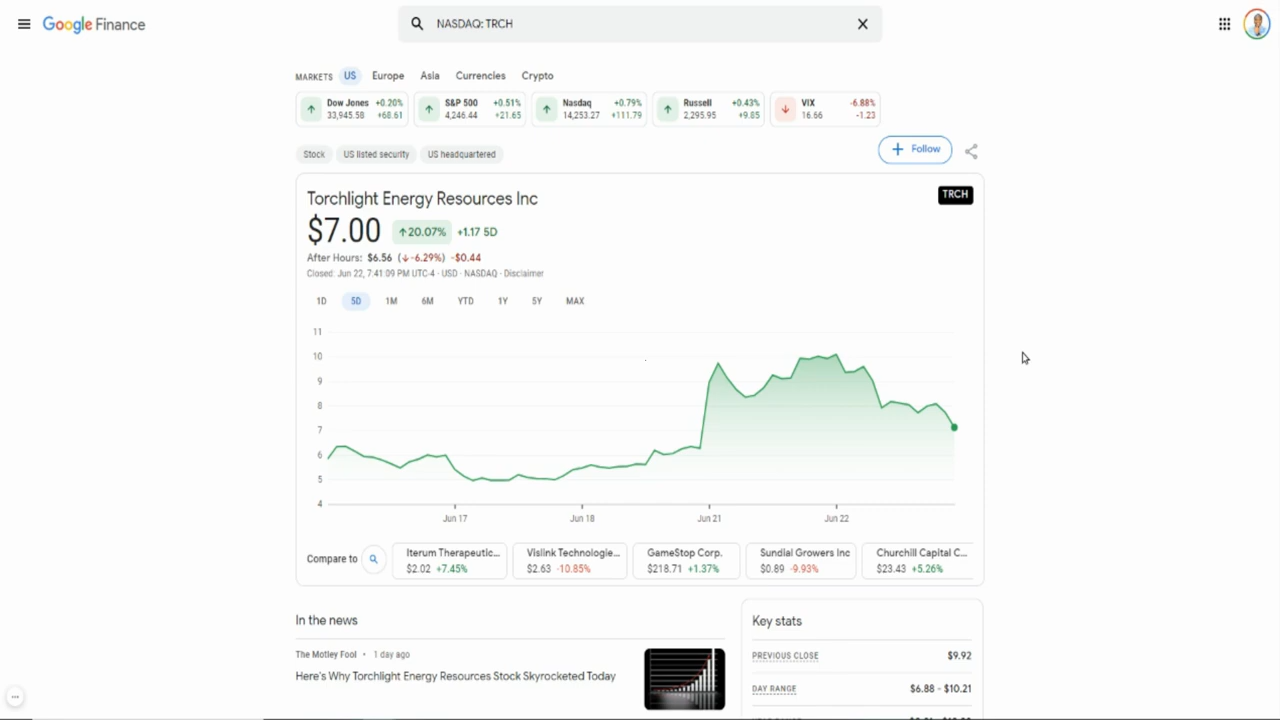 Google Finance
NASDAQ: TRCH
MARKETS US Europe Asia Currencies Crypto
Dow Jones +0.20%
33,945.58 +68.61
S&P 500 +0.51%
4,246.44 +21.65
Nasdaq +0.79%
14,253.27 +111.79
Russell +0.43%
2,295.95 +9.85
VIX -6.88%
16.66 -1.23
Stock US listed security US headquartered
+ Follow
Torchlight Energy Resources Inc
TRCH
$7.00 ↑20.07% +1.17 5D
After Hours: $6.56 (↓-6.29%) -$0.44
Closed: Jun 22, 7:41:09 PM UTC-4 · USD · NASDAQ · Disclaimer
1D 5D 1M 6M YTD 1Y 5Y MAX
11
10
9
8
7
6
5
4
Jun 17 Jun 18 Jun 21 Jun 22
Compare to
Iterum Therapeutic...
$2.02 +7.45%
Vislink Technologie...
$2.63 -10.85%
GameStop Corp.
$218.71 +1.37%
Sundial Growers Inc
$0.89 -9.93%
Churchill Capital C...
$23.43 +5.26%
In the news
The Motley Fool • 1 day ago
Here's Why Torchlight Energy Resources Stock Skyrocketed Today
Key stats
PREVIOUS CLOSE $9.92
DAY RANGE $6.88 - $10.21